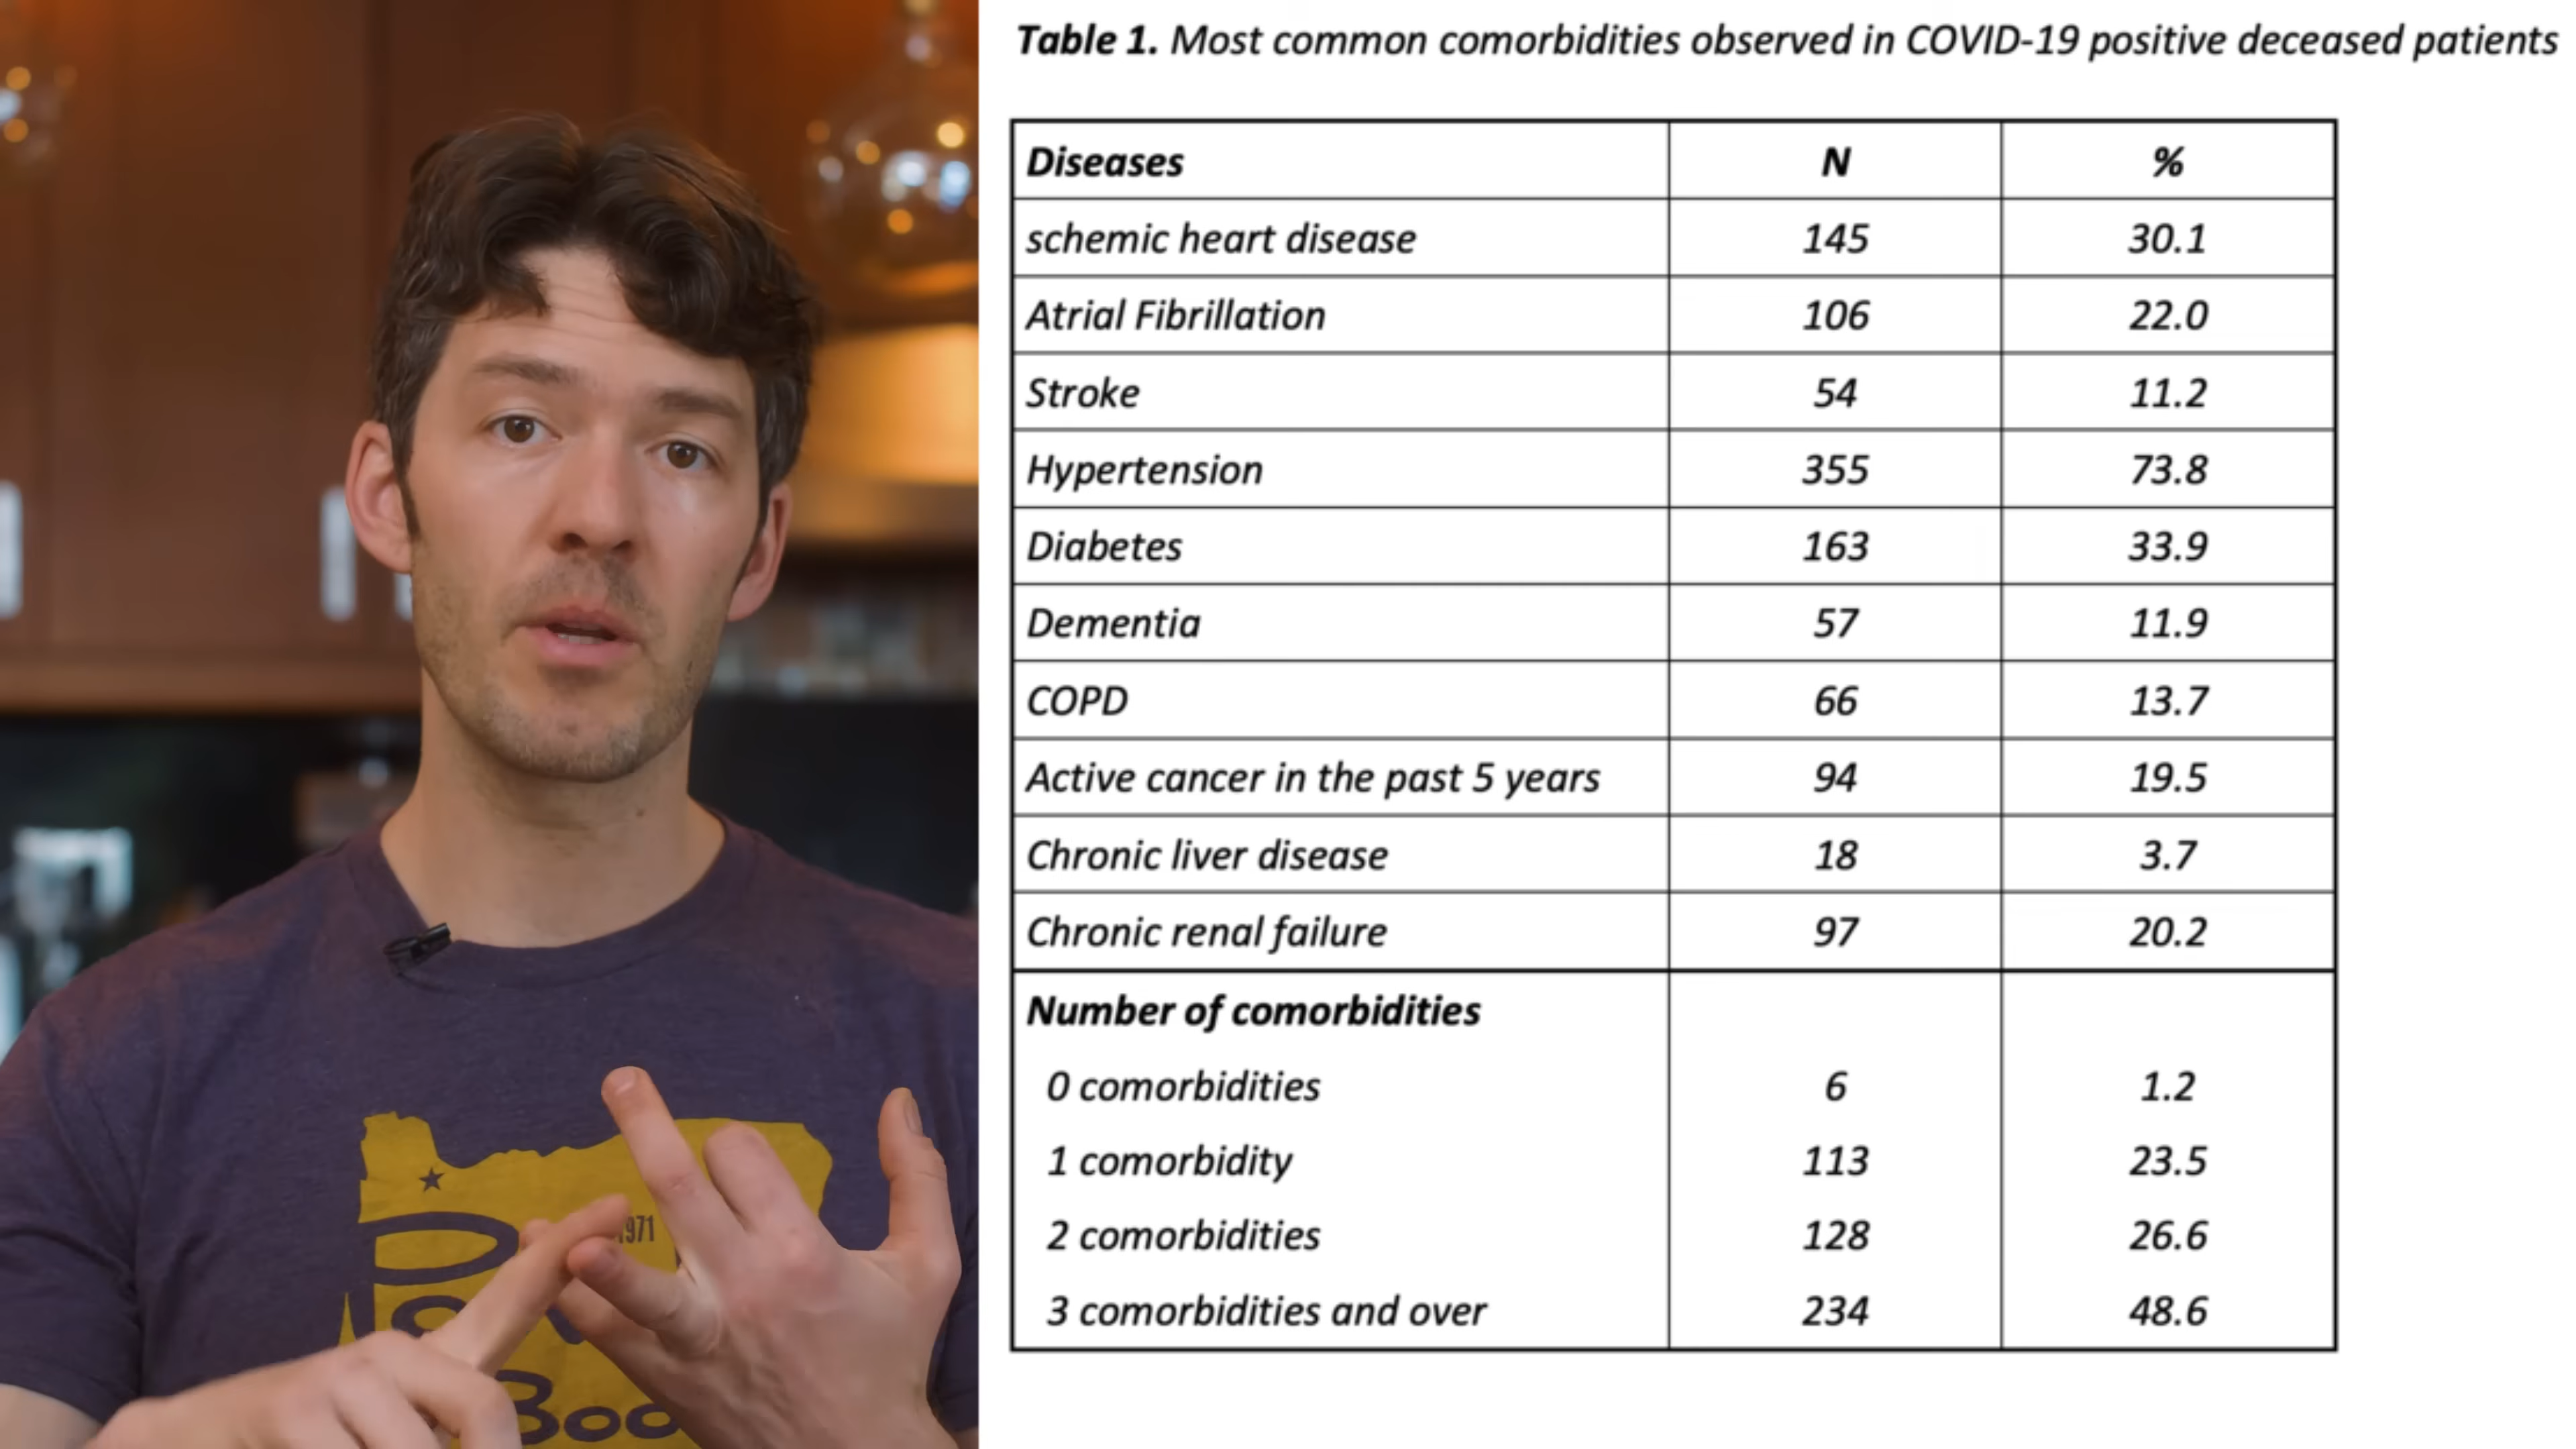 Table 1. Most common comorbidities observed in COVID-19 positive deceased patients
Diseases N %
schemic heart disease 145 30.1
Atrial Fibrillation 106 22.0
Stroke 54 11.2
Hypertension 355 73.8
Diabetes 163 33.9
Dementia 57 11.9
COPD 66 13.7
Active cancer in the past 5 years 94 19.5
Chronic liver disease 18 3.7
Chronic renal failure 97 20.2
Number of comorbidities
0 comorbidities 6 1.2
1 comorbidity 113 23.5
2 comorbidities 128 26.6
3 comorbidities and over 234 48.6
1971